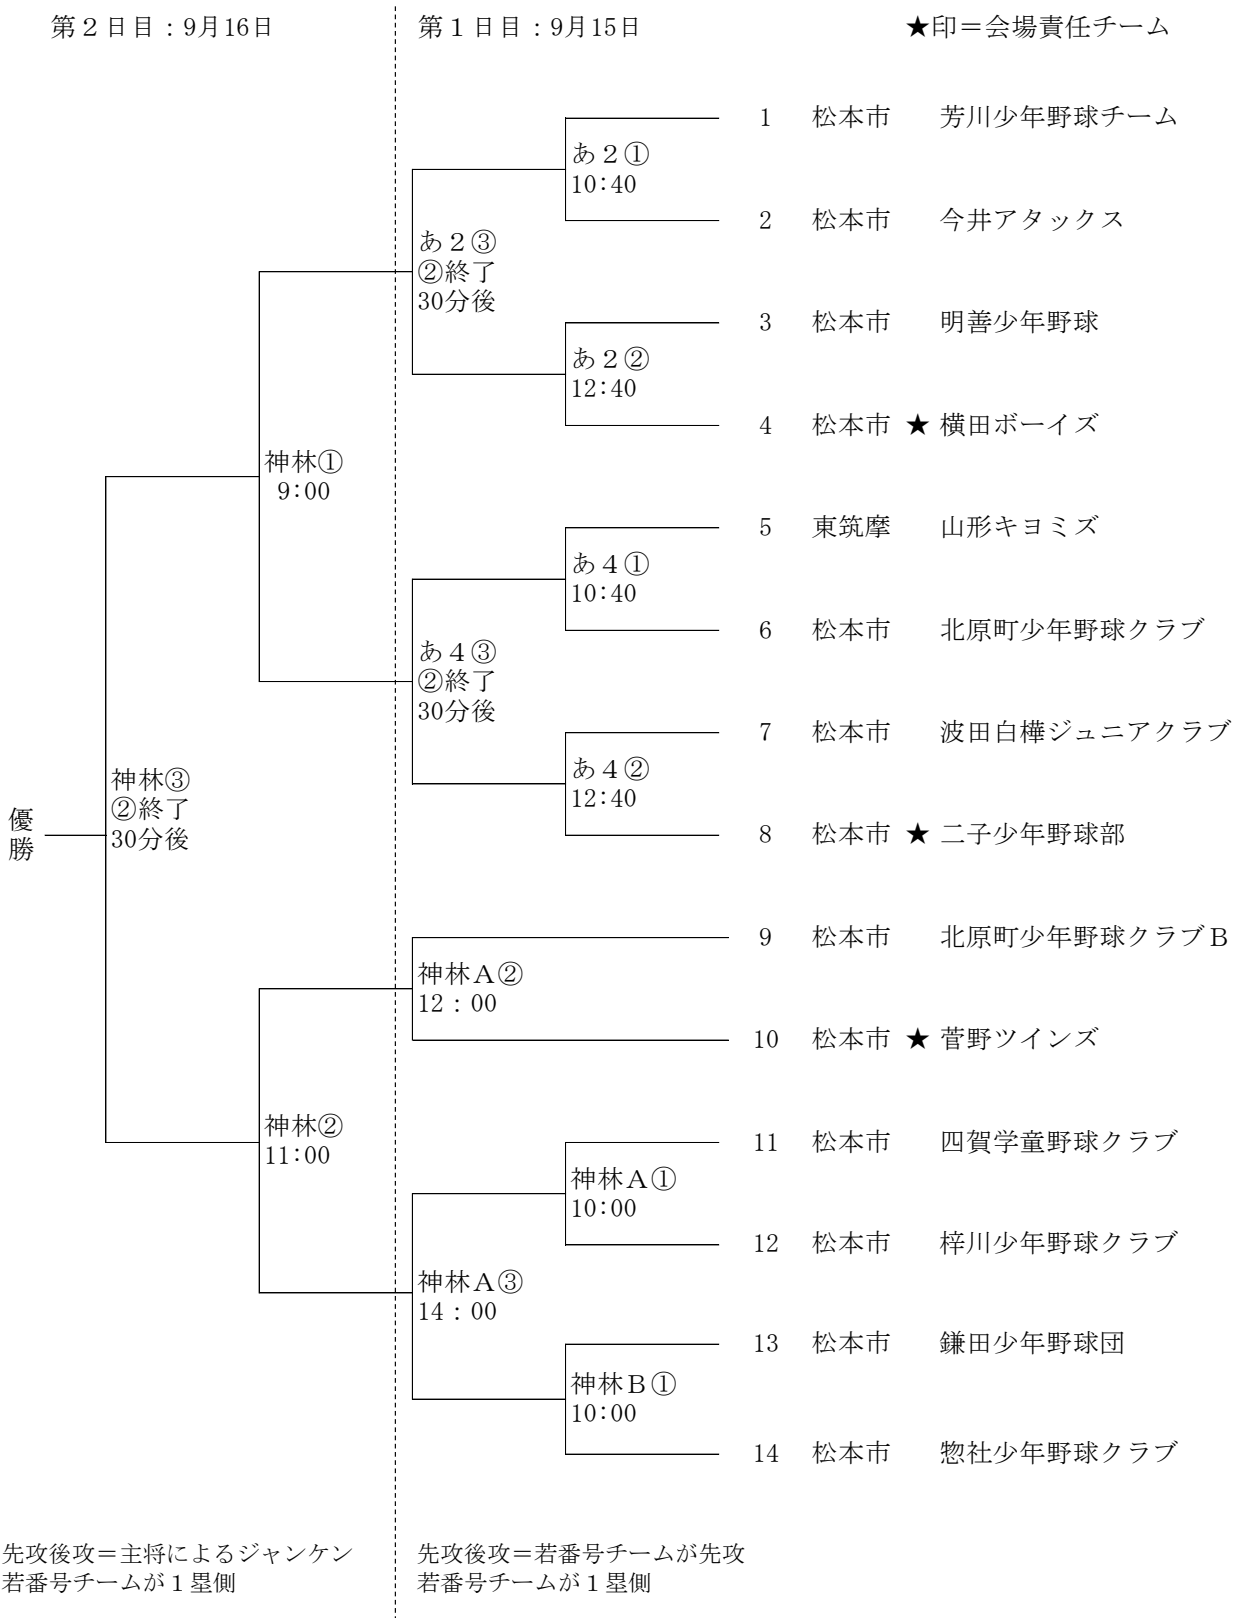 第２日目：9月16日
第１日目：9月15日
★印＝会場責任チーム
1 松本市 芳川少年野球チーム
あ２①
10:40
2 松本市 今井アタックス
あ２③
②終了
30分後
3 松本市 明善少年野球
あ２②
12:40
4 松本市 ★ 横田ボーイズ
神林①
9:00
5 東筑摩 山形キヨミズ
あ４①
10:40
6 松本市 北原町少年野球クラブ
あ４③
②終了
30分後
7 松本市 波田白樺ジュニアクラブ
あ４②
12:40
8 松本市 ★ 二子少年野球部
神林③
②終了
30分後
優勝
9 松本市 北原町少年野球クラブＢ
神林Ａ②
12：00
10 松本市 ★ 菅野ツインズ
神林②
11:00
11 松本市 四賀学童野球クラブ
神林Ａ①
10:00
12 松本市 梓川少年野球クラブ
神林Ａ③
14：00
13 松本市 鎌田少年野球団
神林Ｂ①
10:00
14 松本市 惣社少年野球クラブ
先攻後攻＝主将によるジャンケン
若番号チームが１塁側
先攻後攻＝若番号チームが先攻
若番号チームが１塁側